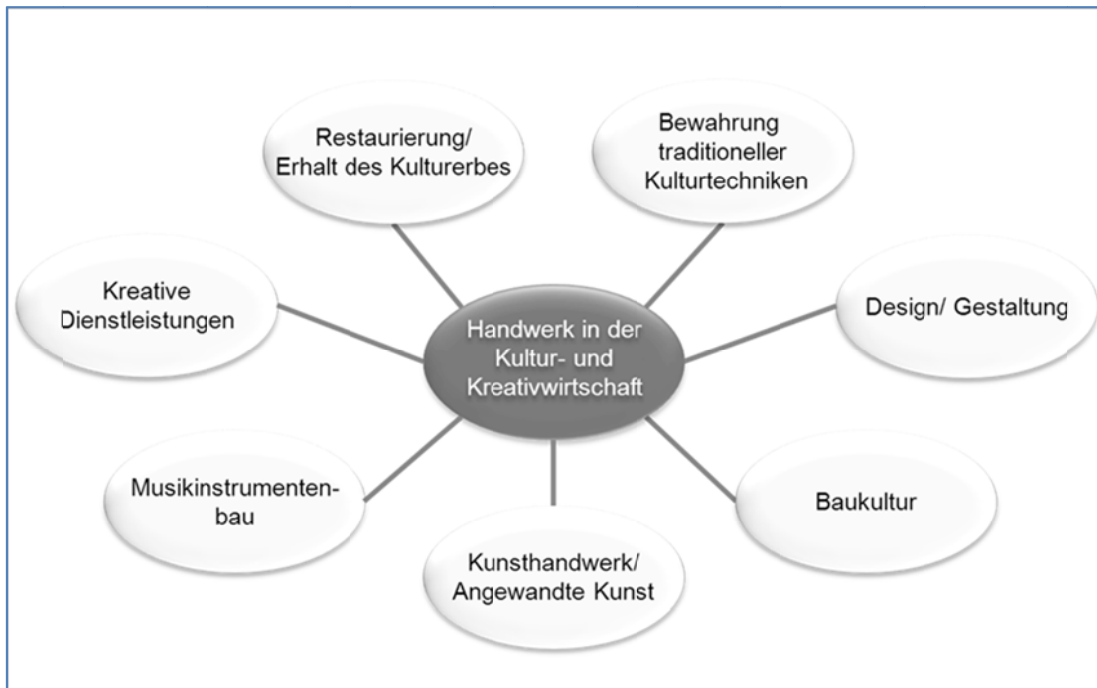 Restaurierung/
Erhalt des Kulturerbes
Bewahrung
traditioneller
Kulturtechniken
Kreative
Dienstleistungen
Design/ Gestaltung
Handwerk in der
Kultur- und
Kreativwirtschaft
Musikinstrumenten-
bau
Baukultur
Kunsthandwerk/
Angewandte Kunst